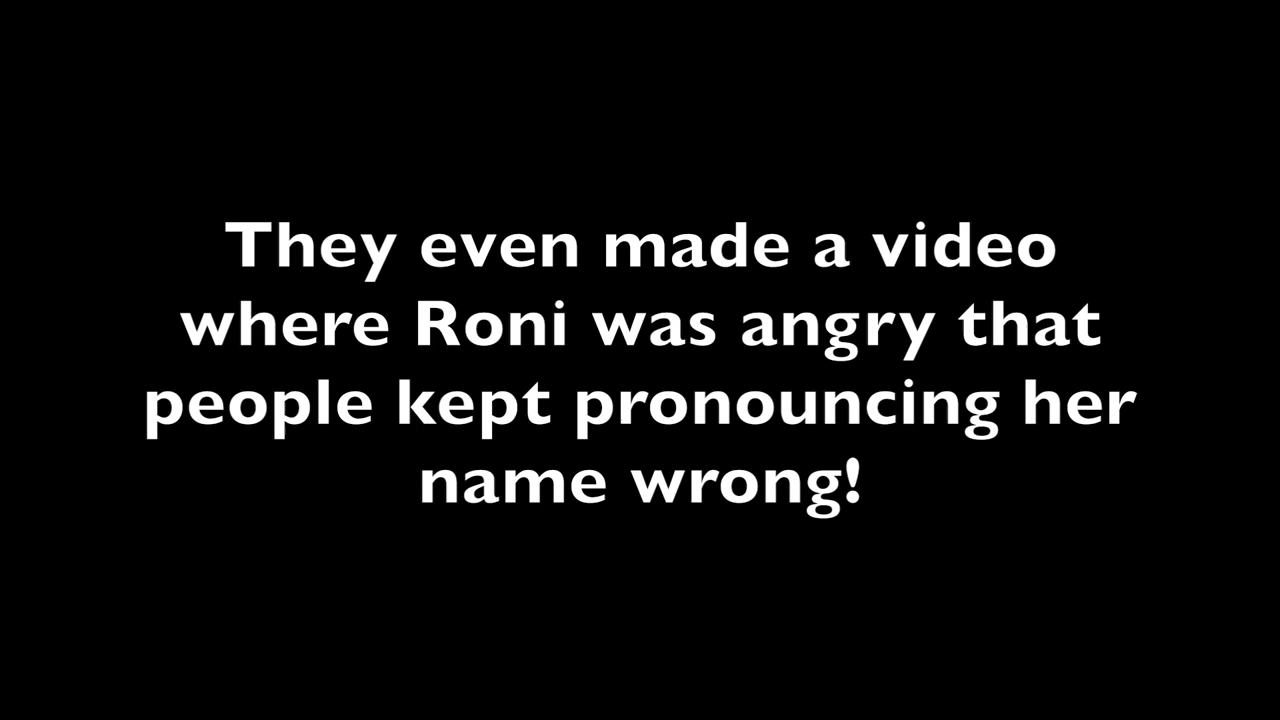 They even made a video
where Roni was angry that
people kept pronouncing her
name wrong!